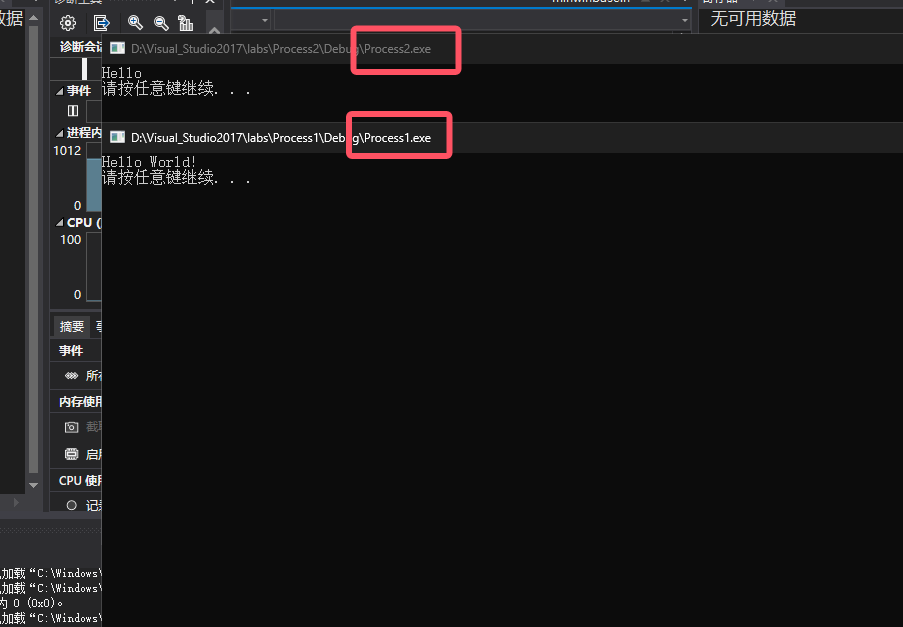 数据
诊断工具
无可用数据
诊断会话
D:\Visual_Studio2017\labs\Process2\Debug\Process2.exe
Hello
请按任意键继续. . .
事件
D:\Visual_Studio2017\labs\Process1\Debug\Process1.exe
进程内
1012
Hello World!
请按任意键继续. . .
0
CPU (
100
0
摘要
事件
所有
内存使用
截取
启用
CPU 使用
记录
加载“C:\Windows\
加载“C:\Windows\
为 0 (0x0)。
加载“C:\Windows\